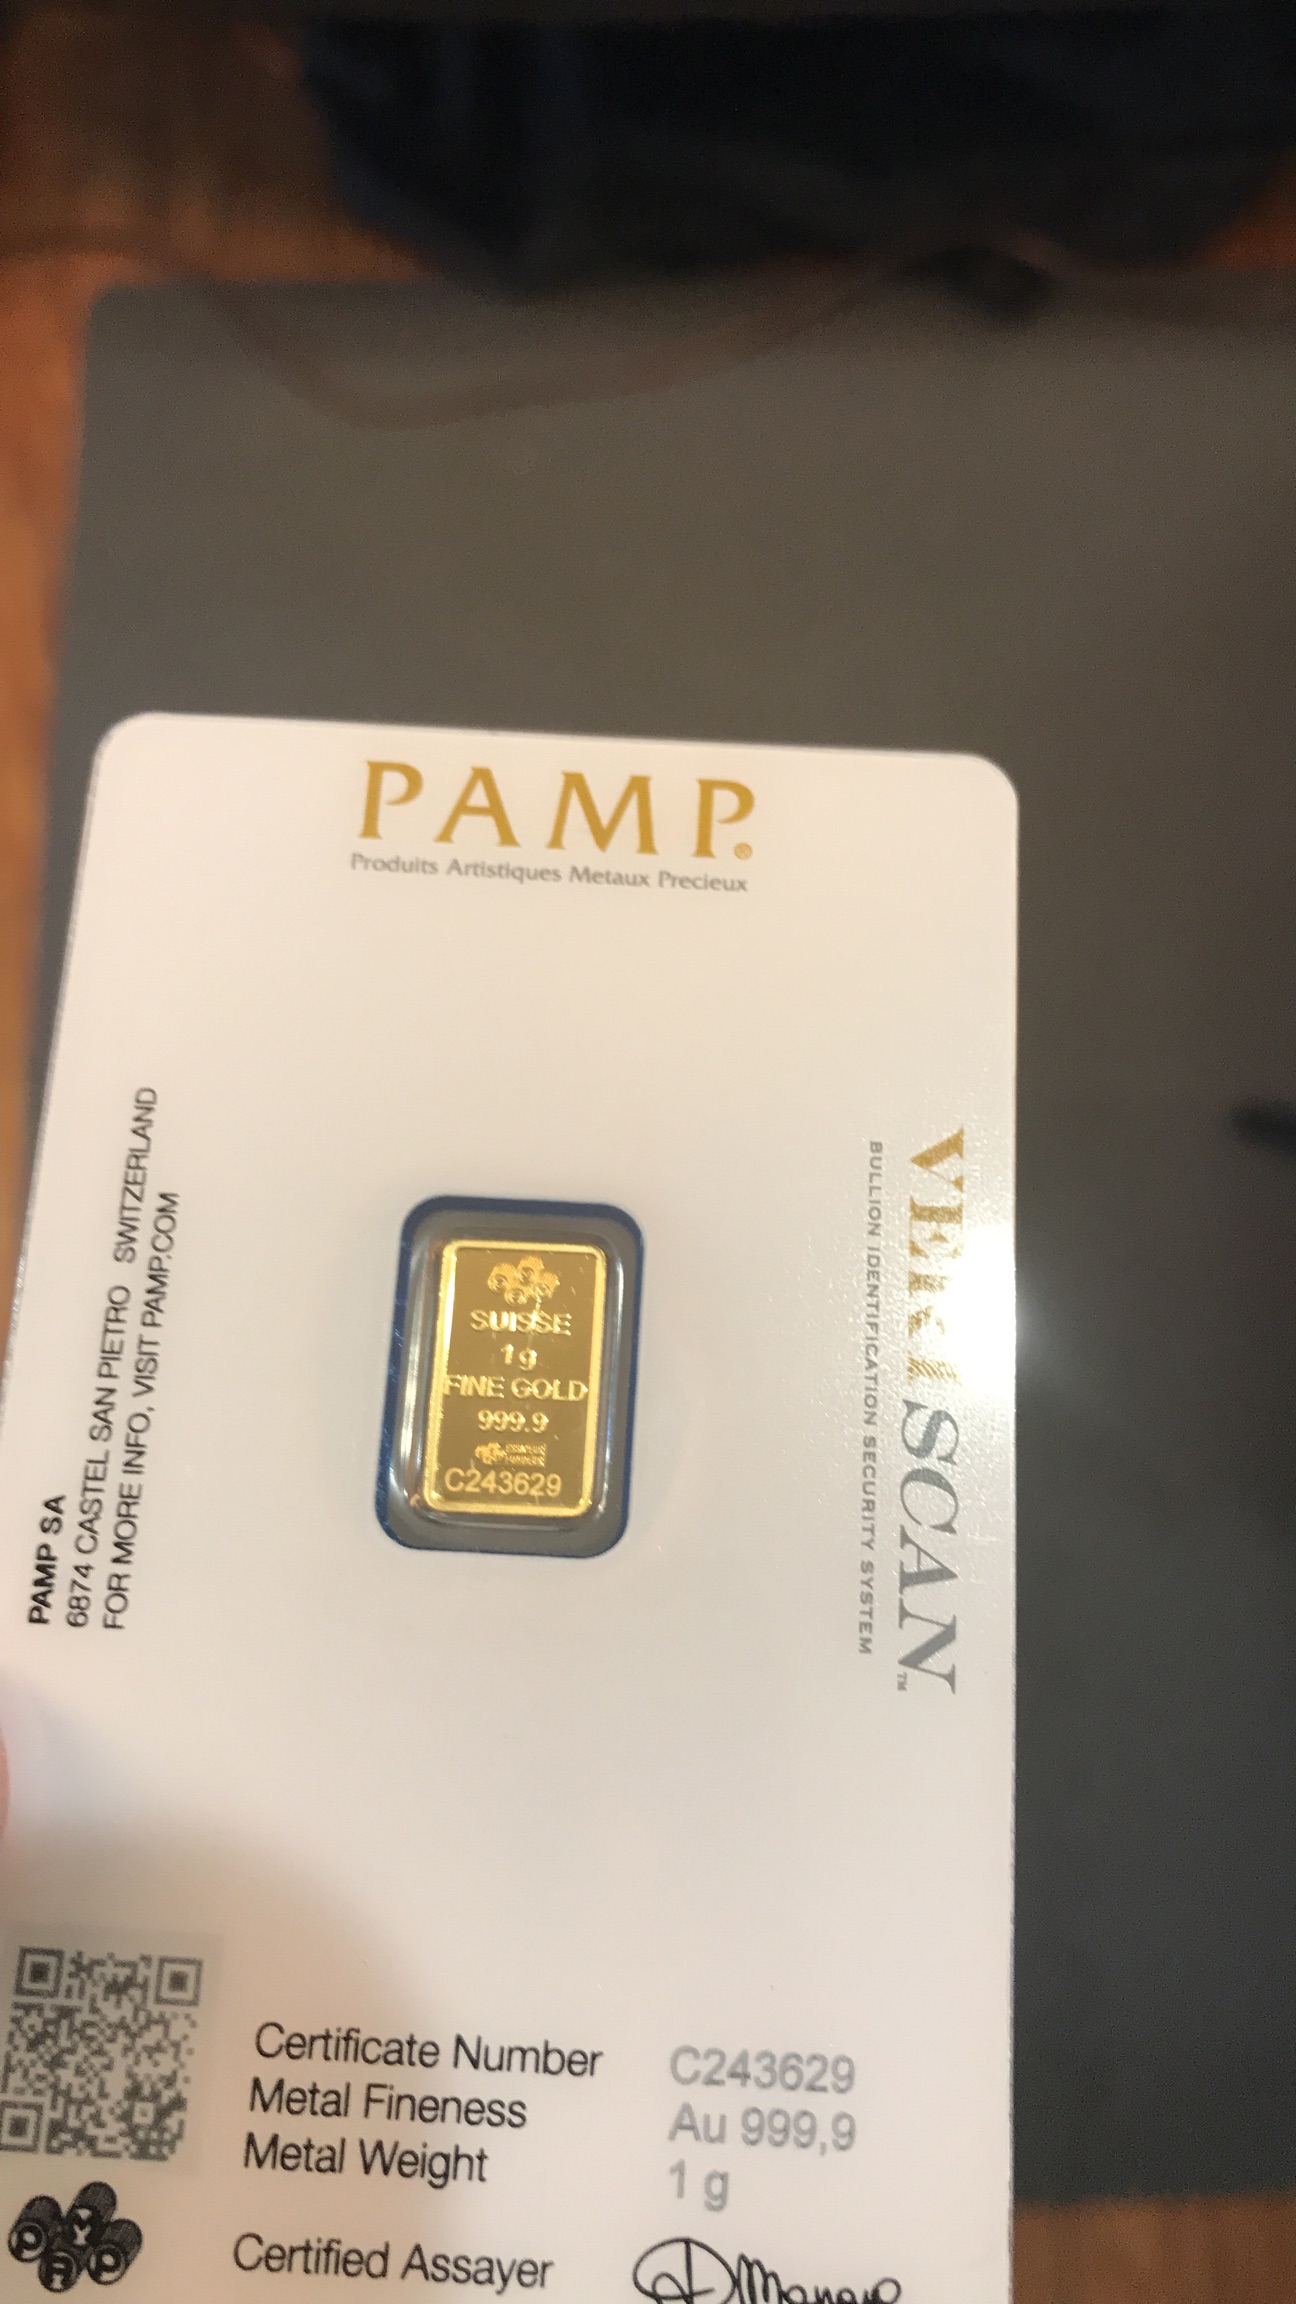 PAMP®
Produits Artistiques Metaux Precieux
PAMP SA
6874 CASTEL SAN PIETRO SWITZERLAND
FOR MORE INFO, VISIT PAMP.COM
SUISSE
1g
FINE GOLD
999.9
C243629
VERISCAN™
BULLION IDENTIFICATION SECURITY SYSTEM
Certificate Number C243629
Metal Fineness Au 999,9
Metal Weight 1 g
PAMP
Certified Assayer